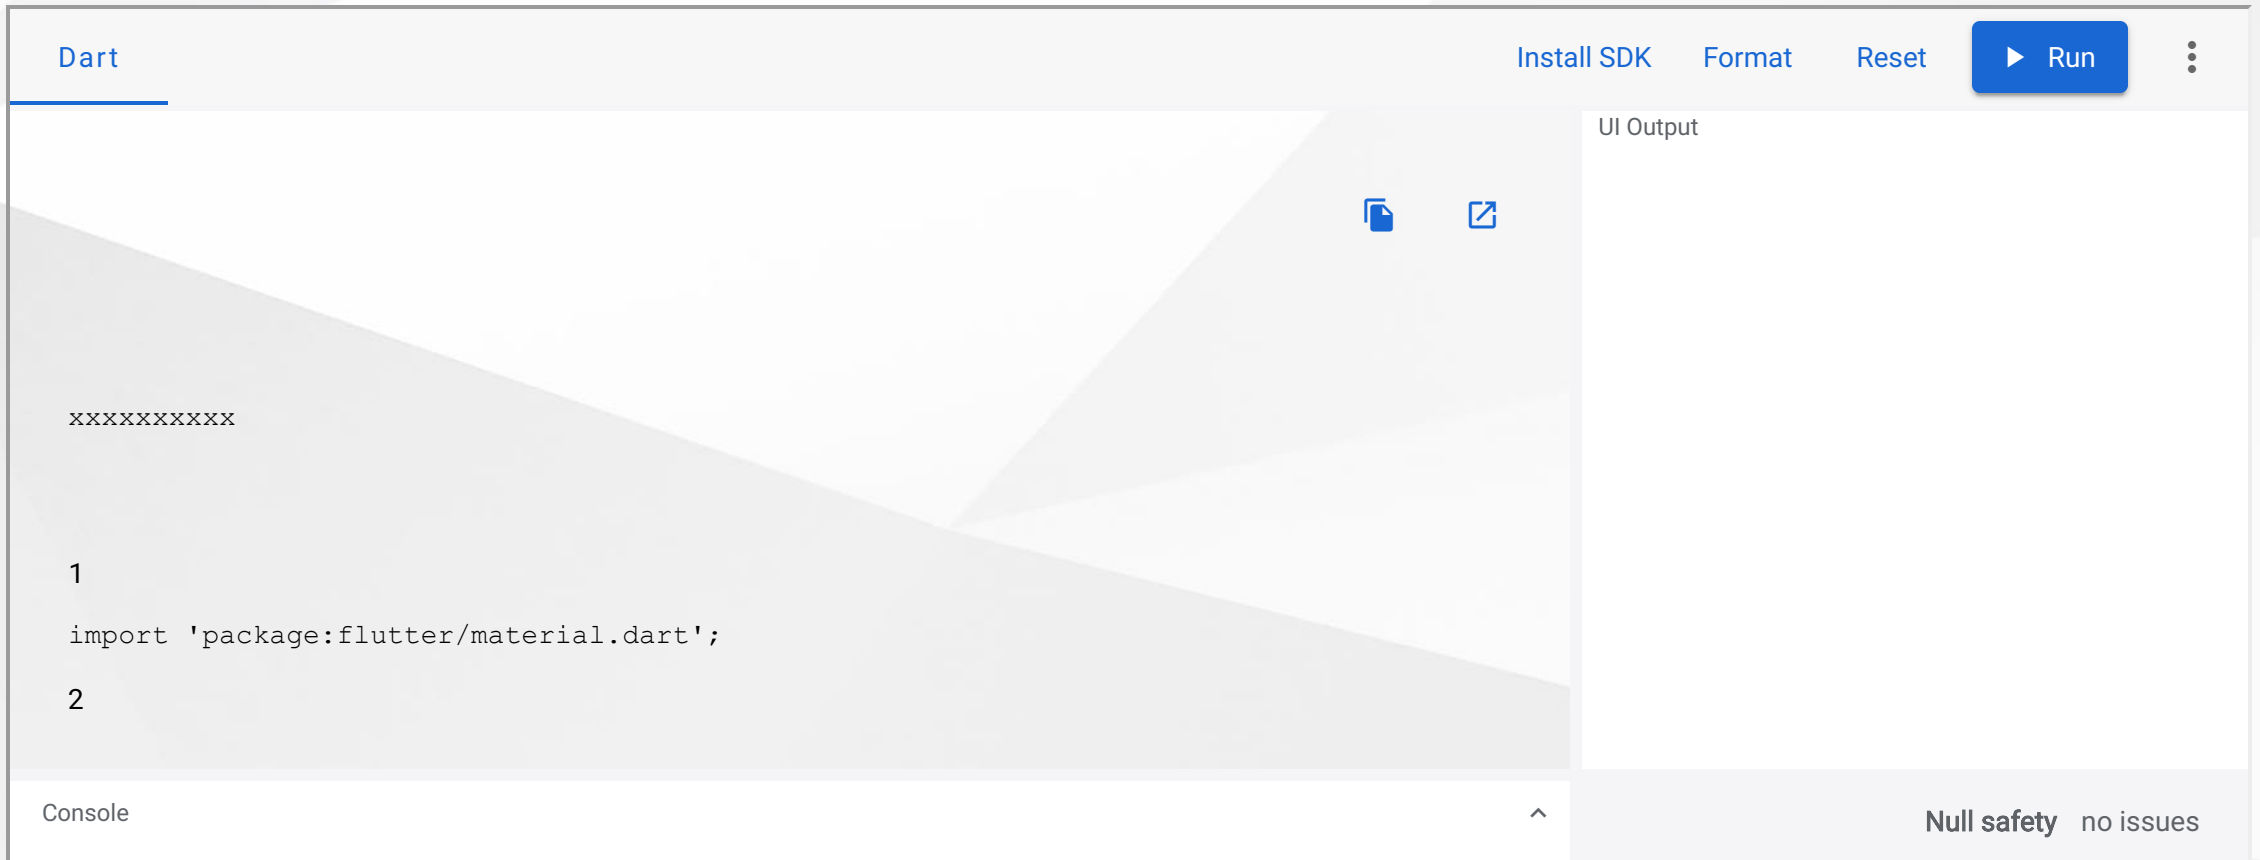 Dart Install SDK Format Reset Run
UI Output
xxxxxxxxxx
1
import 'package:flutter/material.dart';
2
Console
Null safety no issues